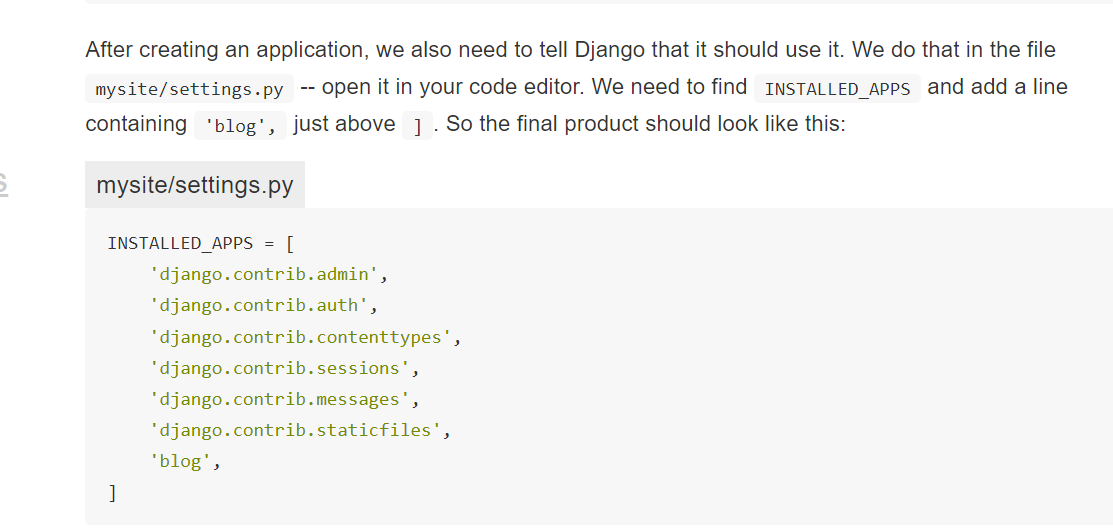 After creating an application, we also need to tell Django that it should use it. We do that in the file
mysite/settings.py -- open it in your code editor. We need to find INSTALLED_APPS and add a line
containing 'blog', just above ] . So the final product should look like this:
mysite/settings.py
INSTALLED_APPS = [
    'django.contrib.admin',
    'django.contrib.auth',
    'django.contrib.contenttypes',
    'django.contrib.sessions',
    'django.contrib.messages',
    'django.contrib.staticfiles',
    'blog',
]